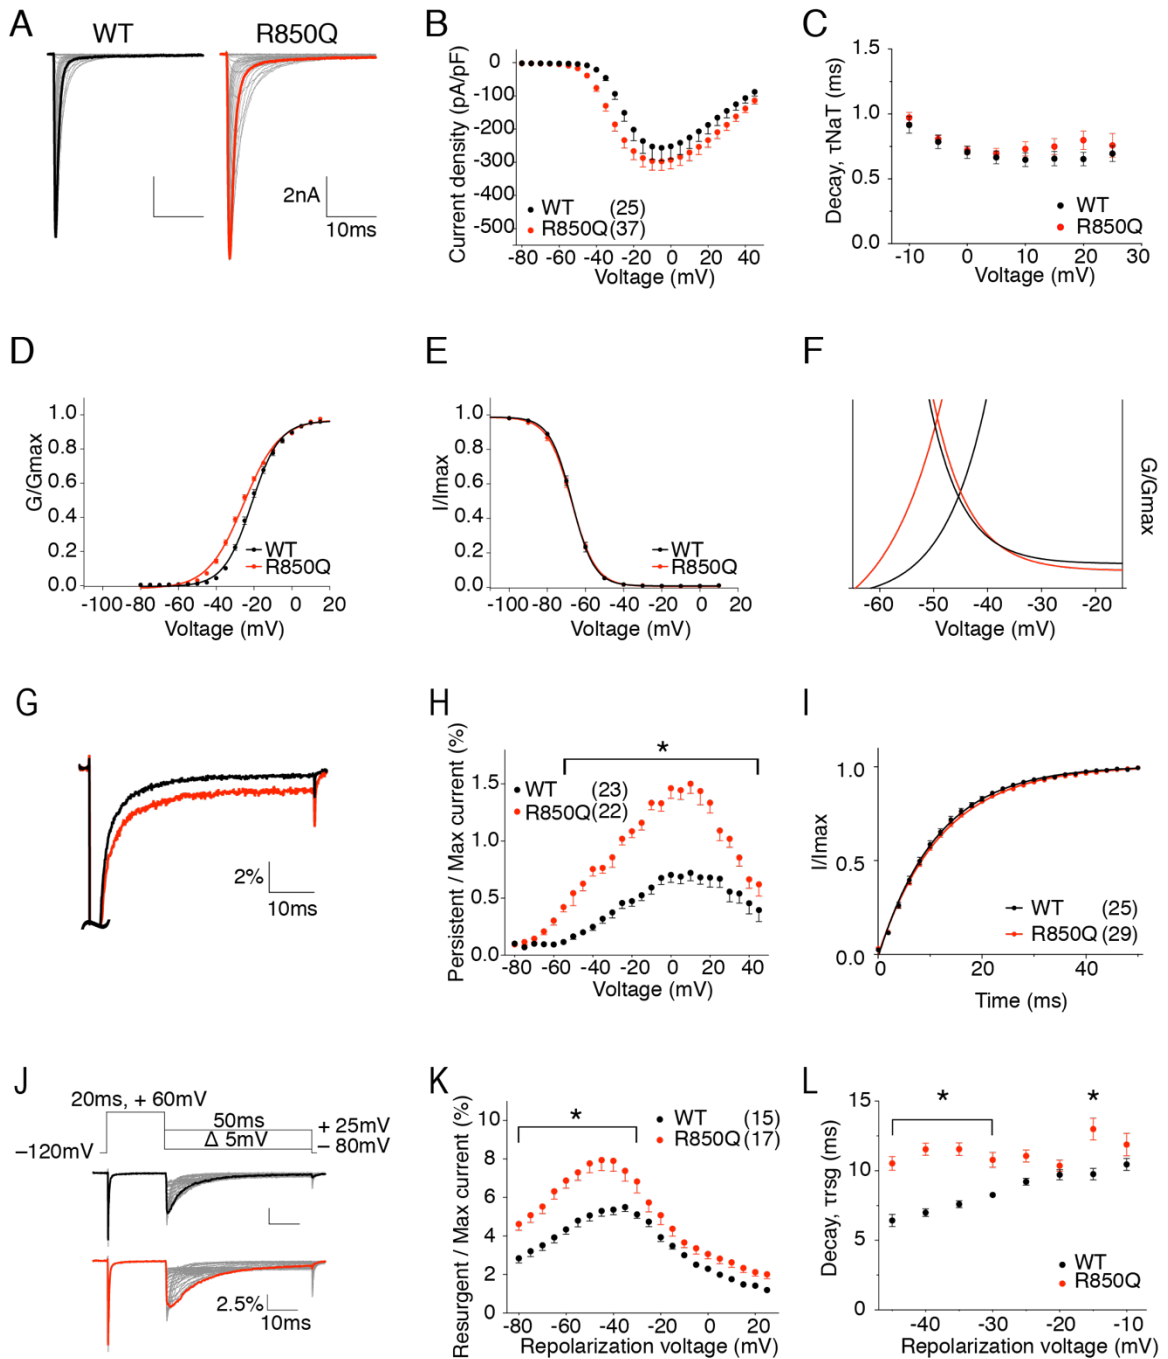 A
WT
R850Q
2nA
10ms
B
Current density (pA/pF)
0
-100
-200
-300
-400
-500
WT (25)
R850Q (37)
-80 -60 -40 -20 0 20 40
Voltage (mV)
C
Decay, τNaT (ms)
1.5
1.0
0.5
0.0
WT
R850Q
-10 0 10 20 30
Voltage (mV)
D
G/Gmax
1.0
0.8
0.6
0.4
0.2
0.0
WT
R850Q
-100 -80 -60 -40 -20 0 20
Voltage (mV)
E
I/Imax
1.0
0.8
0.6
0.4
0.2
0.0
WT
R850Q
-100 -80 -60 -40 -20 0 20
Voltage (mV)
F
G/Gmax
-60 -50 -40 -30 -20
Voltage (mV)
G
2%
10ms
H
Persistent / Max current (%)
*
1.5
1.0
0.5
0.0
WT (23)
R850Q (22)
-80 -60 -40 -20 0 20 40
Voltage (mV)
I
I/Imax
1.0
0.5
0.0
WT (25)
R850Q (29)
0 20 40
Time (ms)
J
20ms, + 60mV
50ms
Δ 5mV
+ 25mV
−120mV
− 80mV
2.5%
10ms
K
Resurgent / Max current (%)
*
10
8
6
4
2
0
WT (15)
R850Q (17)
-80 -60 -40 -20 0 20
Repolarization voltage (mV)
L
Decay, τrsg (ms)
* *
15
10
5
0
WT
R850Q
-40 -30 -20 -10
Repolarization voltage (mV)